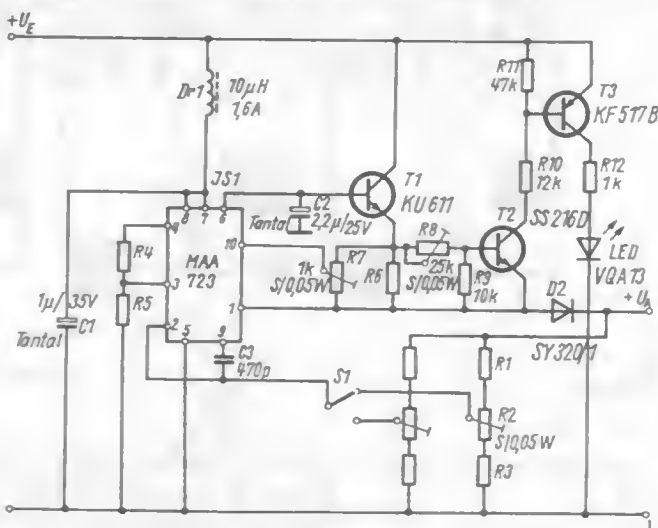 +U_E
Dr1
10µH
1,6A
R11
47k
T3
KF517B
JS1
T1
KU611
C2
Tantal
2,2µ/25V
R10
12k
R12
1k
SS216D
T2
R8
25k
S/0,05W
LED
VQA13
8
7
6
4
10
3
1
2
5
9
MAA
723
R4
R5
1k
R7
S/0,05W
R6
R9
10k
D2
+U_A
SY320/1
1µ/35V
C1
Tantal
C3
470p
S1
R1
R2
S/0,05W
R3